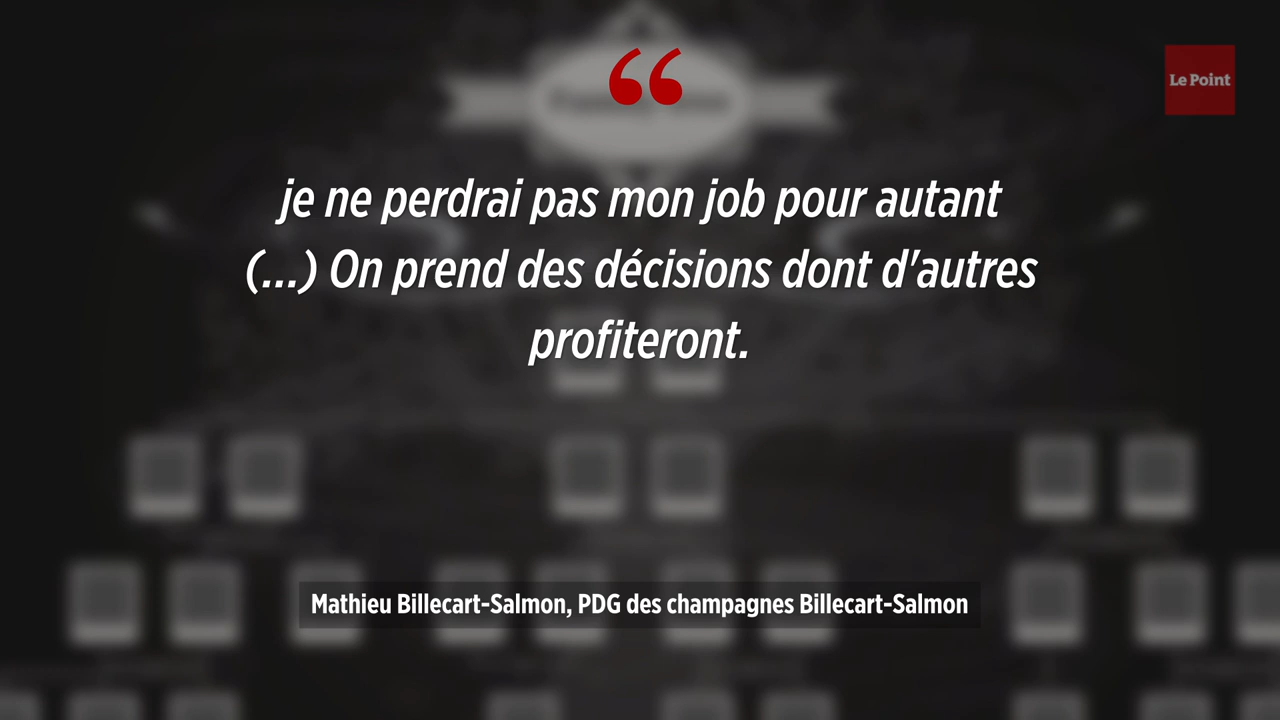 “
Le Point
je ne perdrai pas mon job pour autant
(...) On prend des décisions dont d'autres
profiteront.
Mathieu Billecart-Salmon, PDG des champagnes Billecart-Salmon